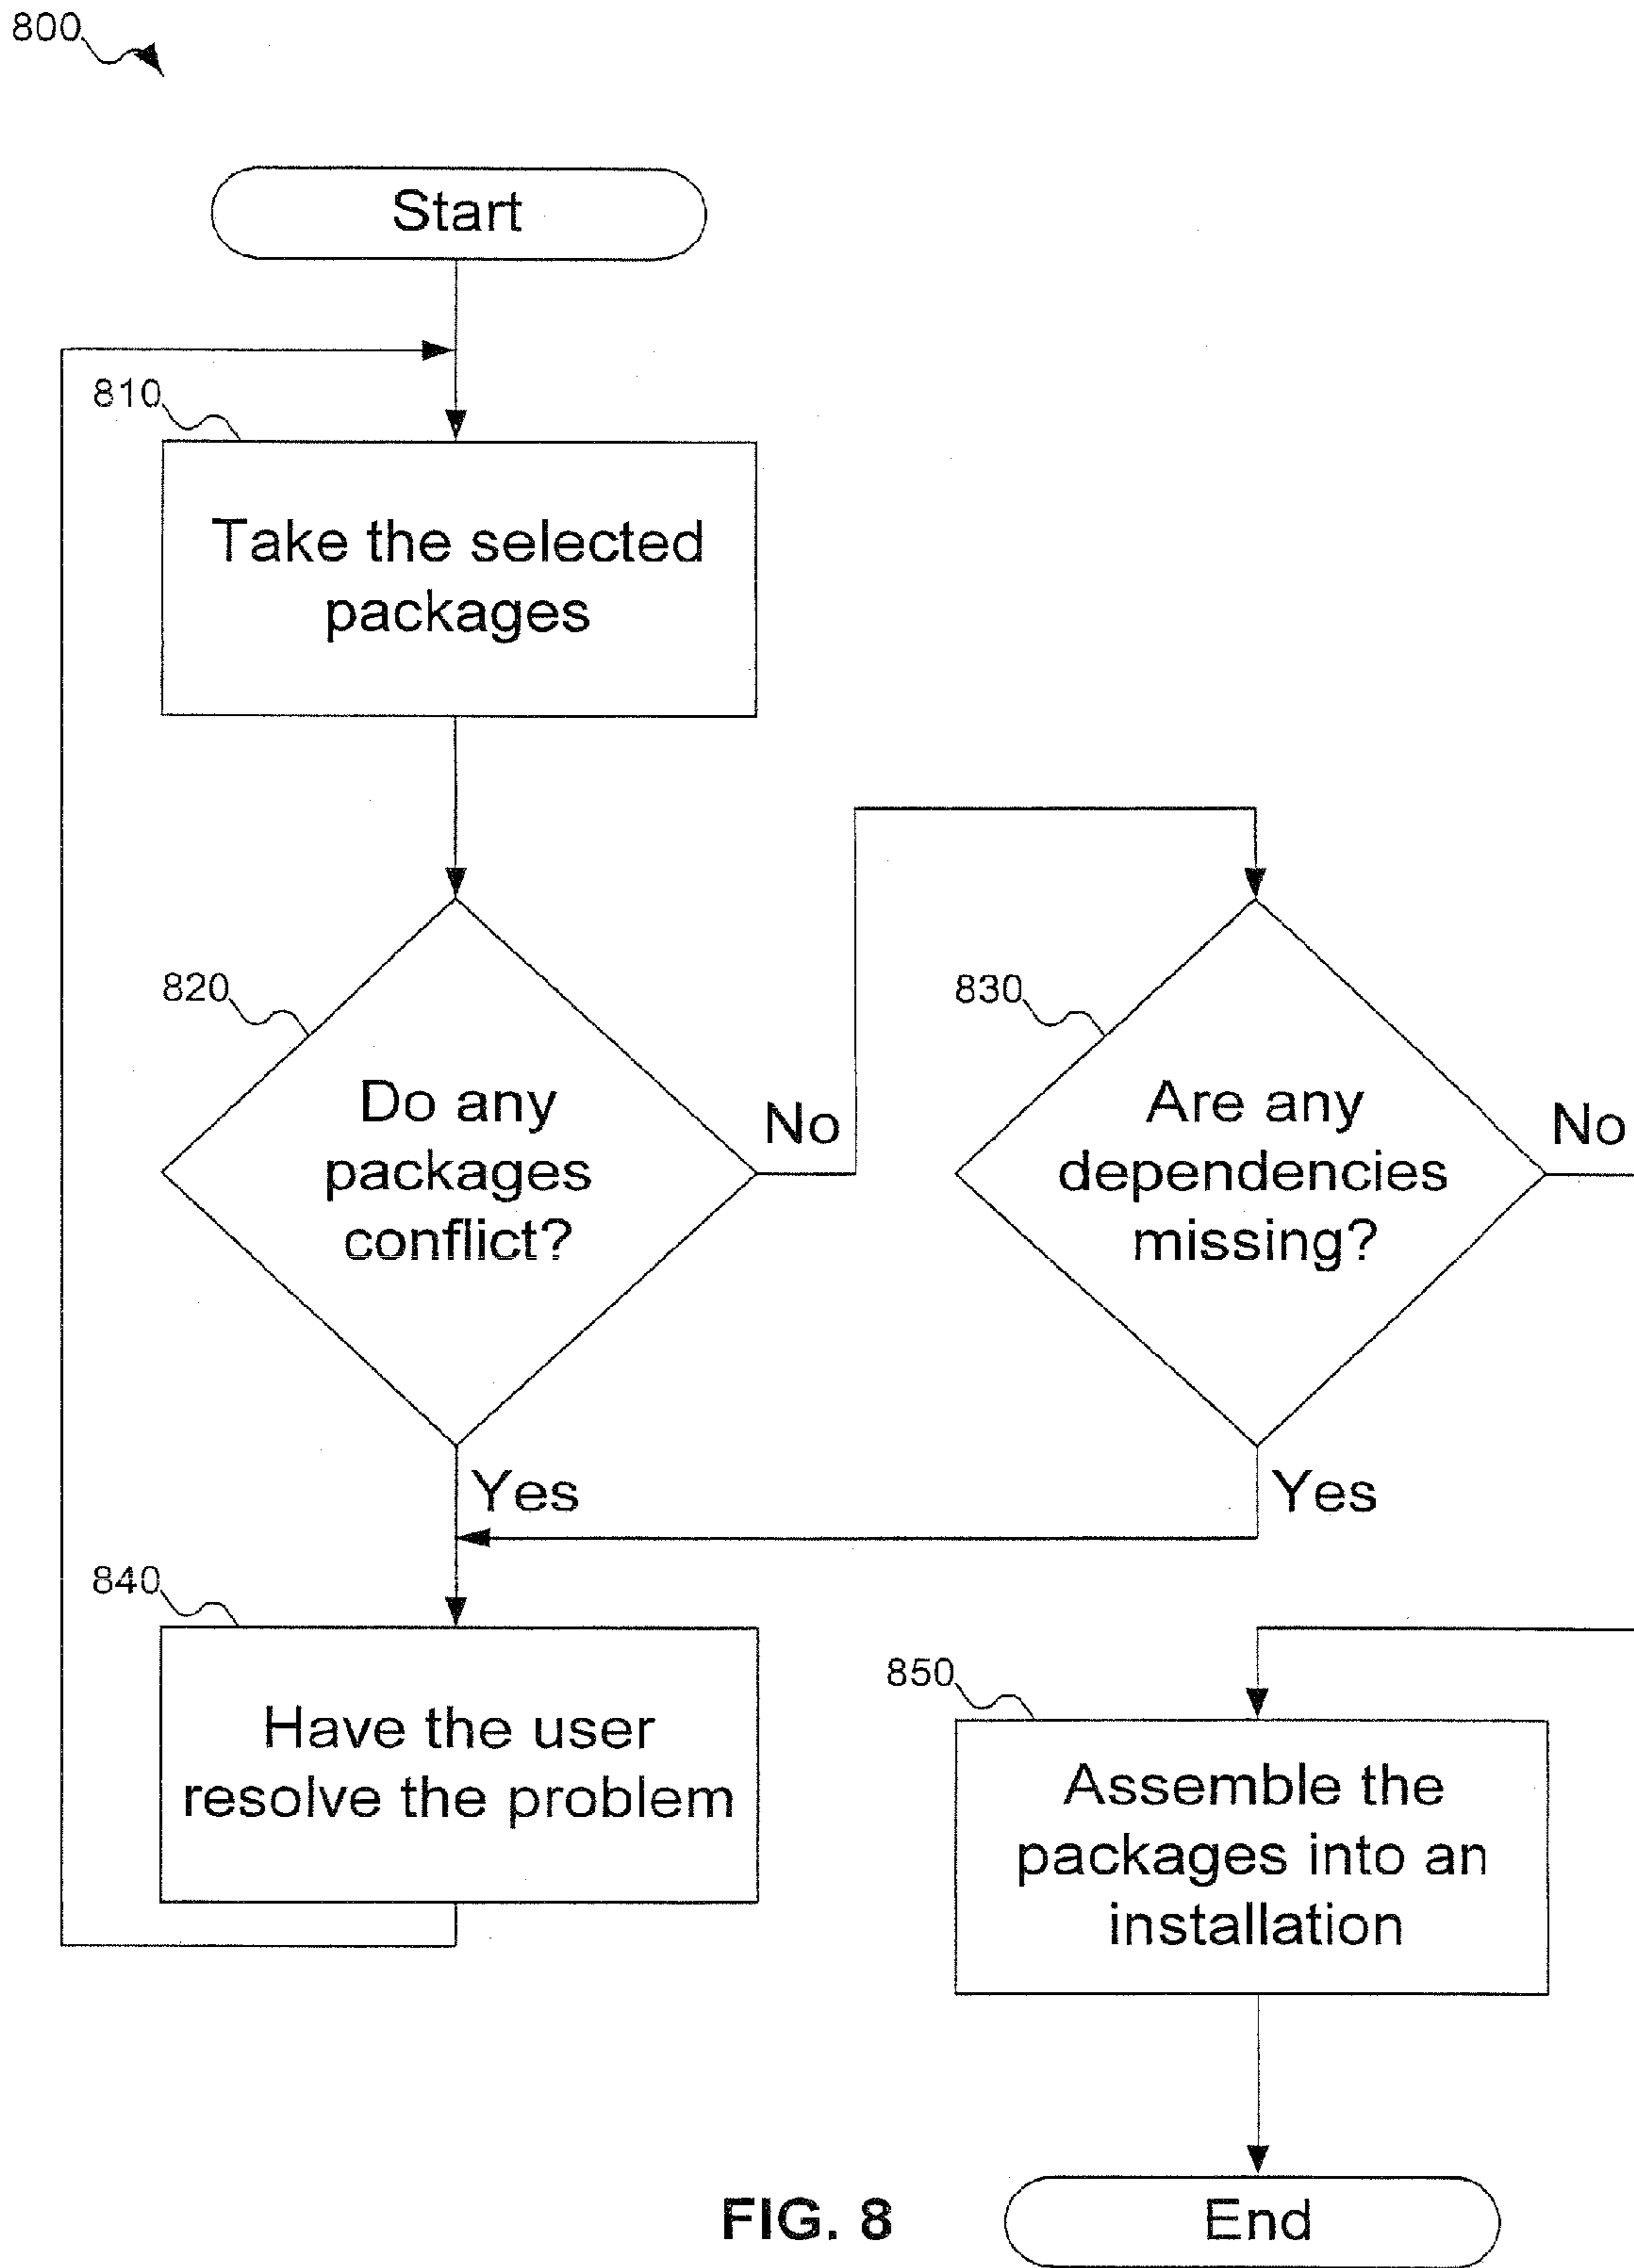 800
Start
810
Take the selected
packages
820
Do any
packages
conflict?
No
830
Are any
dependencies
missing?
No
Yes
Yes
840
Have the user
resolve the problem
850
Assemble the
packages into an
installation
FIG. 8
End